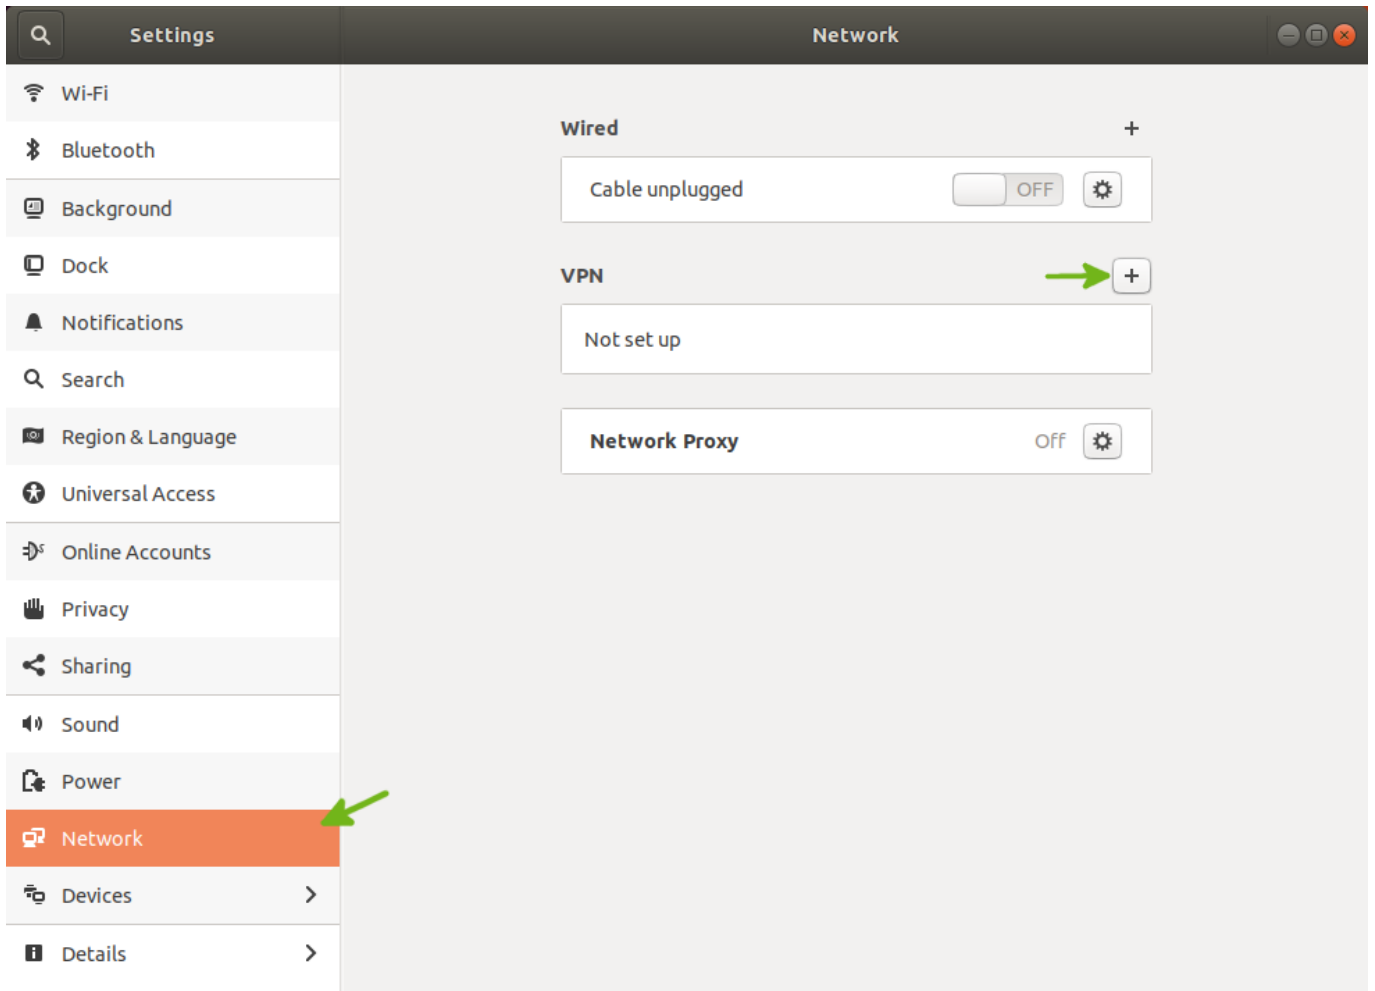 Settings
Network
Wi-Fi
Bluetooth
Background
Dock
Notifications
Search
Region & Language
Universal Access
Online Accounts
Privacy
Sharing
Sound
Power
Network
Devices
Details
Wired
Cable unplugged OFF
VPN
Not set up
Network Proxy Off